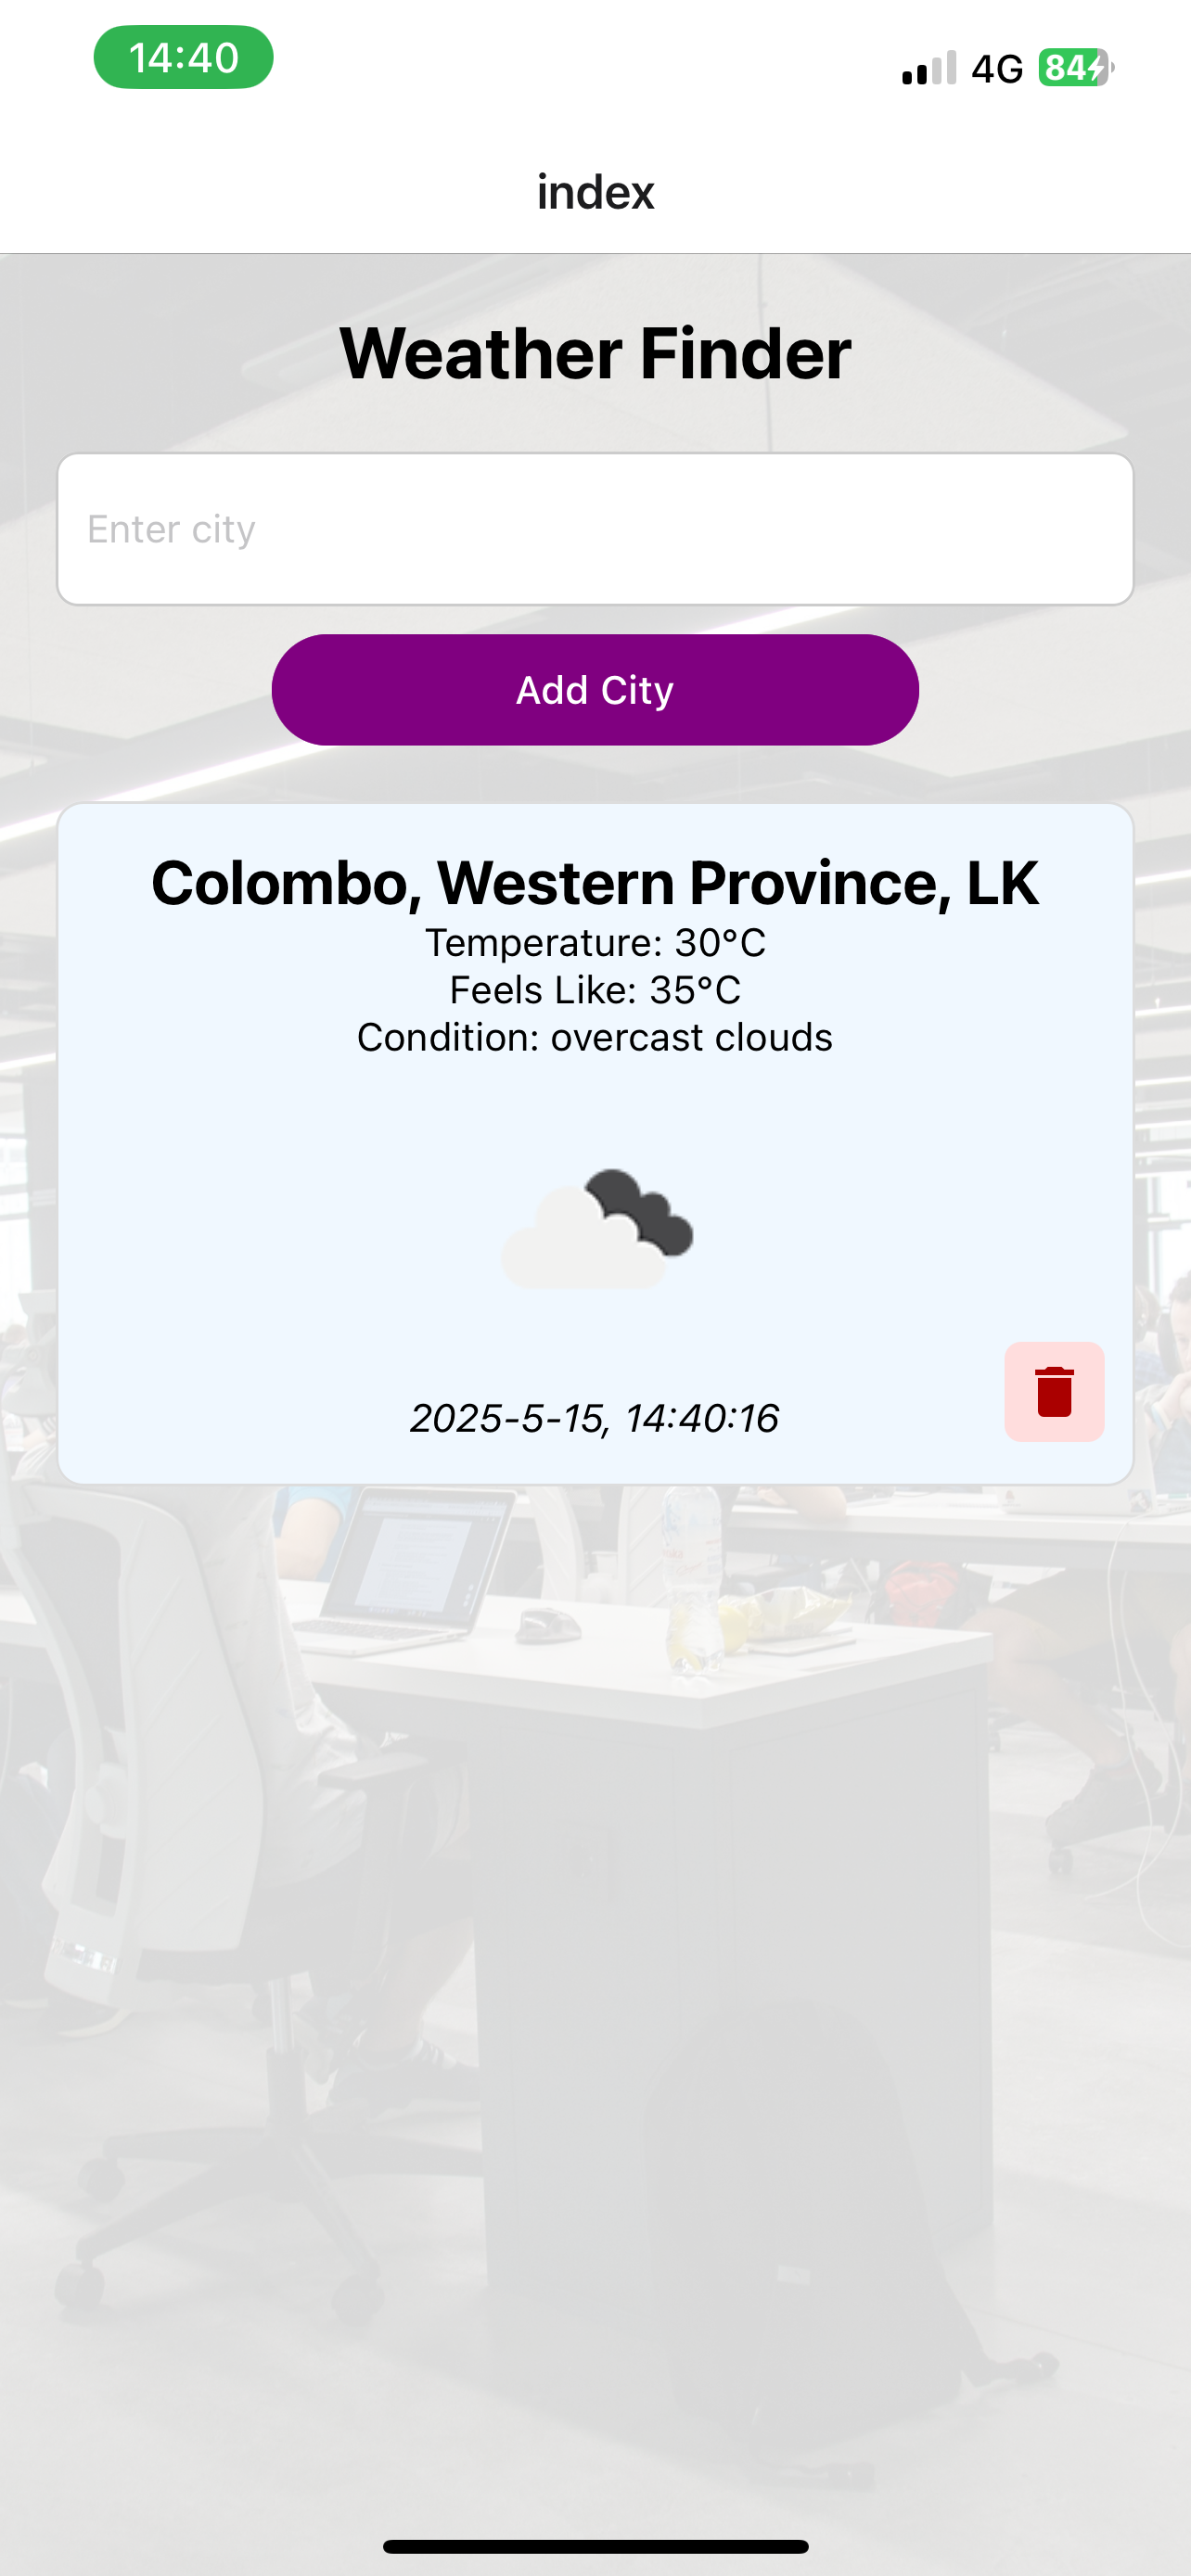 14:40
4G
84
index
Weather Finder
Enter city
Add City
Colombo, Western Province, LK
Temperature: 30°C
Feels Like: 35°C
Condition: overcast clouds
2025-5-15, 14:40:16